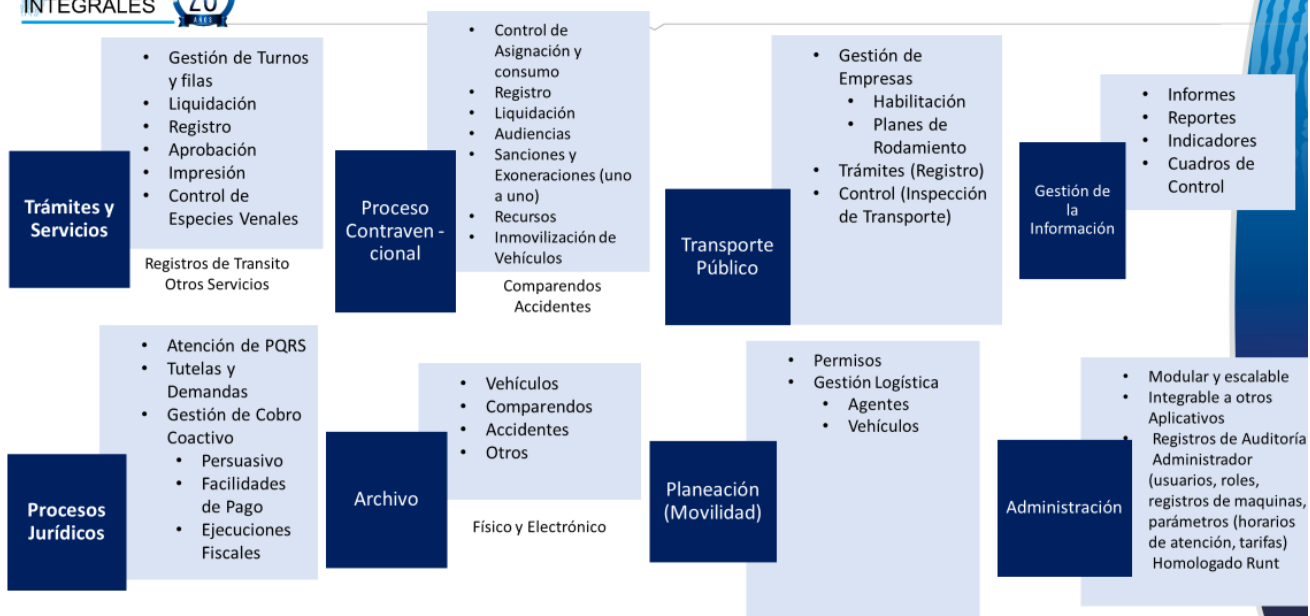 INTEGRALES
20
AÑOS
• Gestión de Turnos
y filas
• Liquidación
• Registro
• Aprobación
• Impresión
• Control de
Especies Venales
Trámites y
Servicios
Registros de Transito
Otros Servicios
• Control de
Asignación y
consumo
• Registro
• Liquidación
• Audiencias
• Sanciones y
Exoneraciones (uno
a uno)
• Recursos
• Inmovilización de
Vehículos
Proceso
Contraven -
cional
Comparendos
Accidentes
• Gestión de
Empresas
• Habilitación
• Planes de
Rodamiento
• Trámites (Registro)
• Control (Inspección
de Transporte)
Transporte
Público
• Informes
• Reportes
• Indicadores
• Cuadros de
Control
Gestión de
la
Información
• Atención de PQRS
• Tutelas y
Demandas
• Gestión de Cobro
Coactivo
• Persuasivo
• Facilidades
de Pago
• Ejecuciones
Fiscales
Procesos
Jurídicos
• Vehículos
• Comparendos
• Accidentes
• Otros
Archivo
Físico y Electrónico
• Permisos
• Gestión Logística
• Agentes
• Vehículos
Planeación
(Movilidad)
• Modular y escalable
• Integrable a otros
Aplicativos
• Registros de Auditoría
Administrador
(usuarios, roles,
registros de maquinas,
parámetros (horarios
de atención, tarifas)
Homologado Runt
Administración